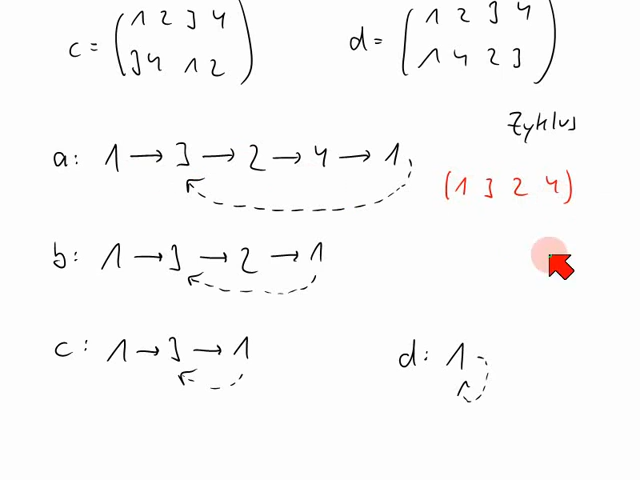 c = ( 1 2 3 4
3 4 1 2 )
d = ( 1 2 3 4
1 4 2 3 )
Zyklus
a: 1 → 3 → 2 → 4 → 1
(1 3 2 4)
b: 1 → 3 → 2 → 1
c: 1 → 3 → 1
d: 1